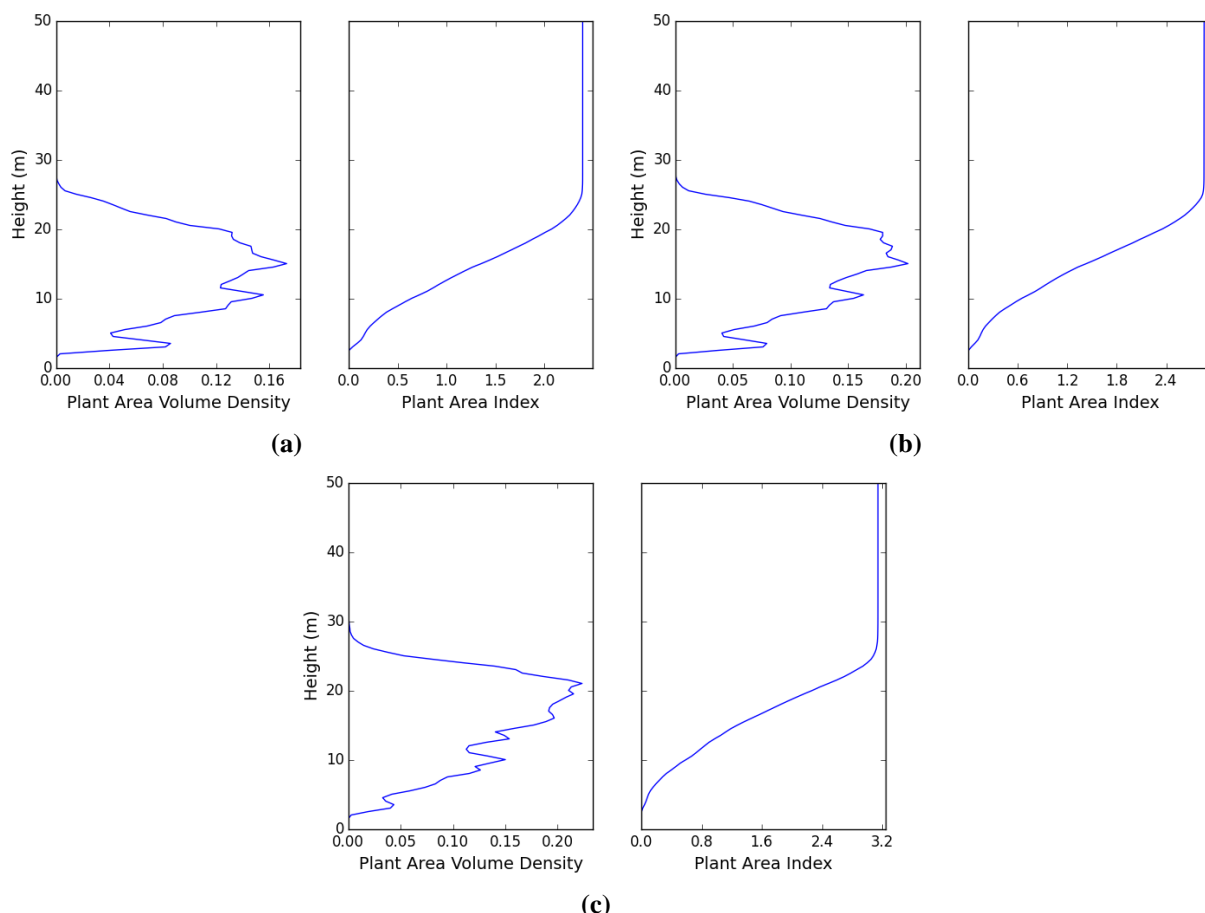 50
40
30
20
10
0
Height (m)
0.00 0.04 0.08 0.12 0.16
Plant Area Volume Density
0.0 0.5 1.0 1.5 2.0
Plant Area Index
(a)
50
40
30
20
10
0
Height (m)
0.00 0.05 0.10 0.15 0.20
Plant Area Volume Density
0.0 0.6 1.2 1.8 2.4
Plant Area Index
(b)
50
40
30
20
10
0
Height (m)
0.00 0.05 0.10 0.15 0.20
Plant Area Volume Density
0.0 0.8 1.6 2.4 3.2
Plant Area Index
(c)